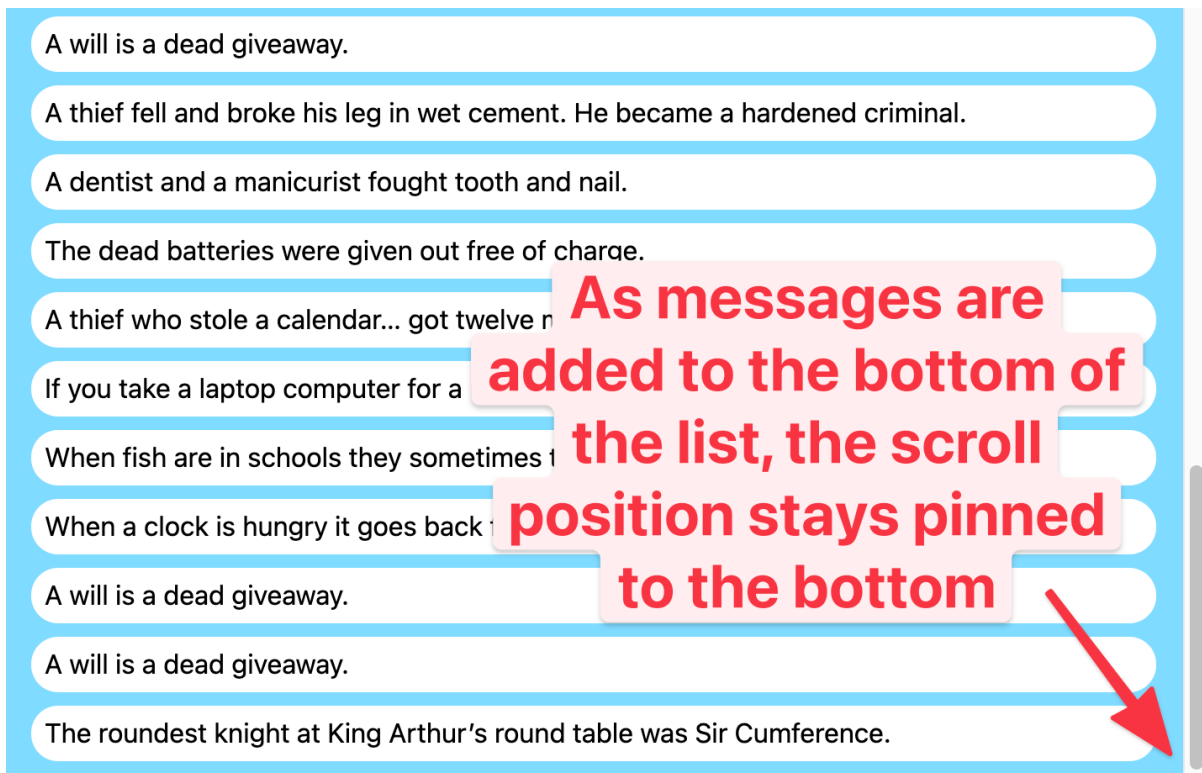 A will is a dead giveaway.
A thief fell and broke his leg in wet cement. He became a hardened criminal.
A dentist and a manicurist fought tooth and nail.
The dead batteries were given out free of charge.
A thief who stole a calendar... got twelve
If you take a laptop computer for a
When fish are in schools they sometimes
When a clock is hungry it goes back
A will is a dead giveaway.
A will is a dead giveaway.
The roundest knight at King Arthur’s round table was Sir Cumference.
As messages are
added to the bottom of
the list, the scroll
position stays pinned
to the bottom